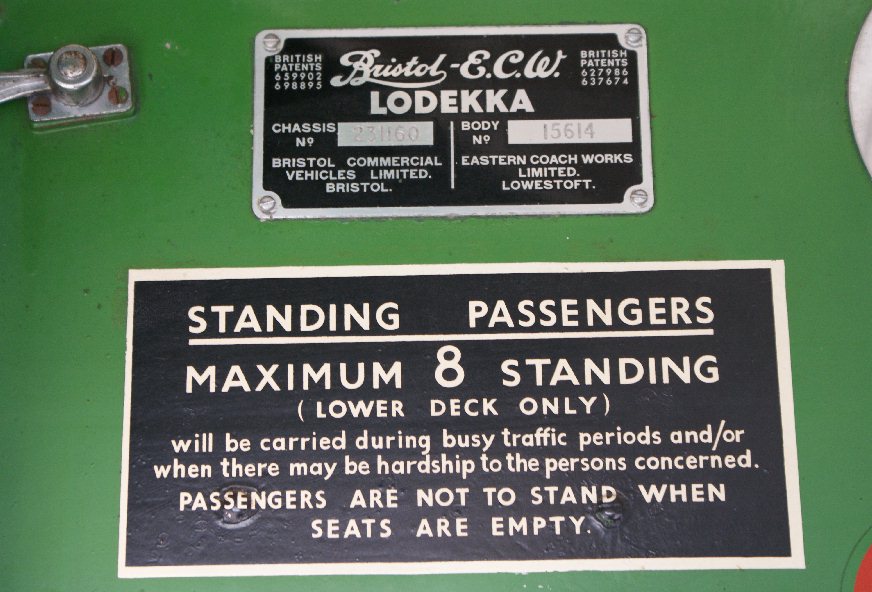 BRITISH PATENTS 659902 698895
Bristol-E.C.W.
BRITISH PATENTS 627986 637674
LODEKKA
CHASSIS Nº 231160
BODY Nº 15614
BRISTOL COMMERCIAL
VEHICLES LIMITED.
BRISTOL.
EASTERN COACH WORKS
LIMITED.
LOWESTOFT.
STANDING PASSENGERS
MAXIMUM 8 STANDING
(LOWER DECK ONLY)
will be carried during busy traffic periods and/or
when there may be hardship to the persons concerned.
PASSENGERS ARE NOT TO STAND WHEN
SEATS ARE EMPTY.